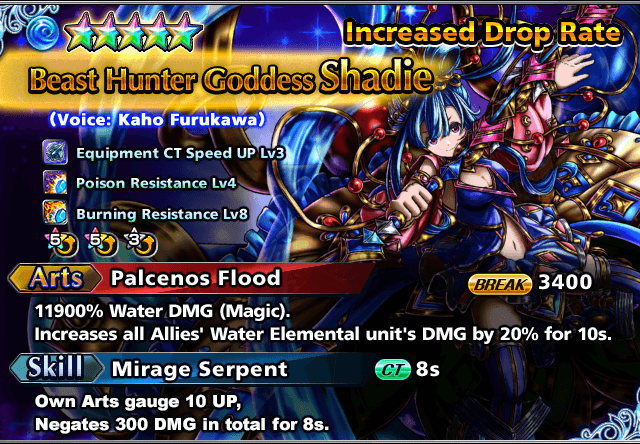 Increased Drop Rate
Beast Hunter Goddess Shadie
(Voice: Kaho Furukawa)
Equipment CT Speed UP Lv3
Poison Resistance Lv4
Burning Resistance Lv8
5 5 3
Arts Palcenos Flood BREAK 3400
11900% Water DMG (Magic).
Increases all Allies' Water Elemental unit's DMG by 20% for 10s.
Skill Mirage Serpent CT 8s
Own Arts gauge 10 UP,
Negates 300 DMG in total for 8s.